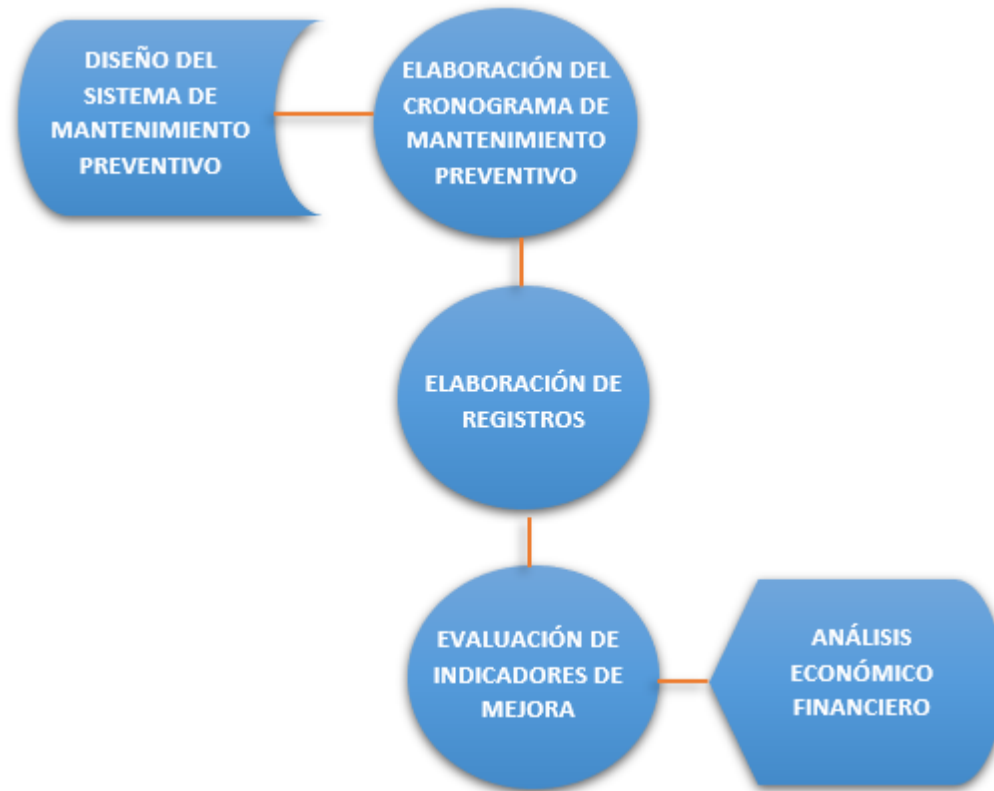 DISEÑO DEL
SISTEMA DE
MANTENIMIENTO
PREVENTIVO
ELABORACIÓN DEL
CRONOGRAMA DE
MANTENIMIENTO
PREVENTIVO
ELABORACIÓN DE
REGISTROS
EVALUACIÓN DE
INDICADORES DE
MEJORA
ANÁLISIS
ECONÓMICO
FINANCIERO